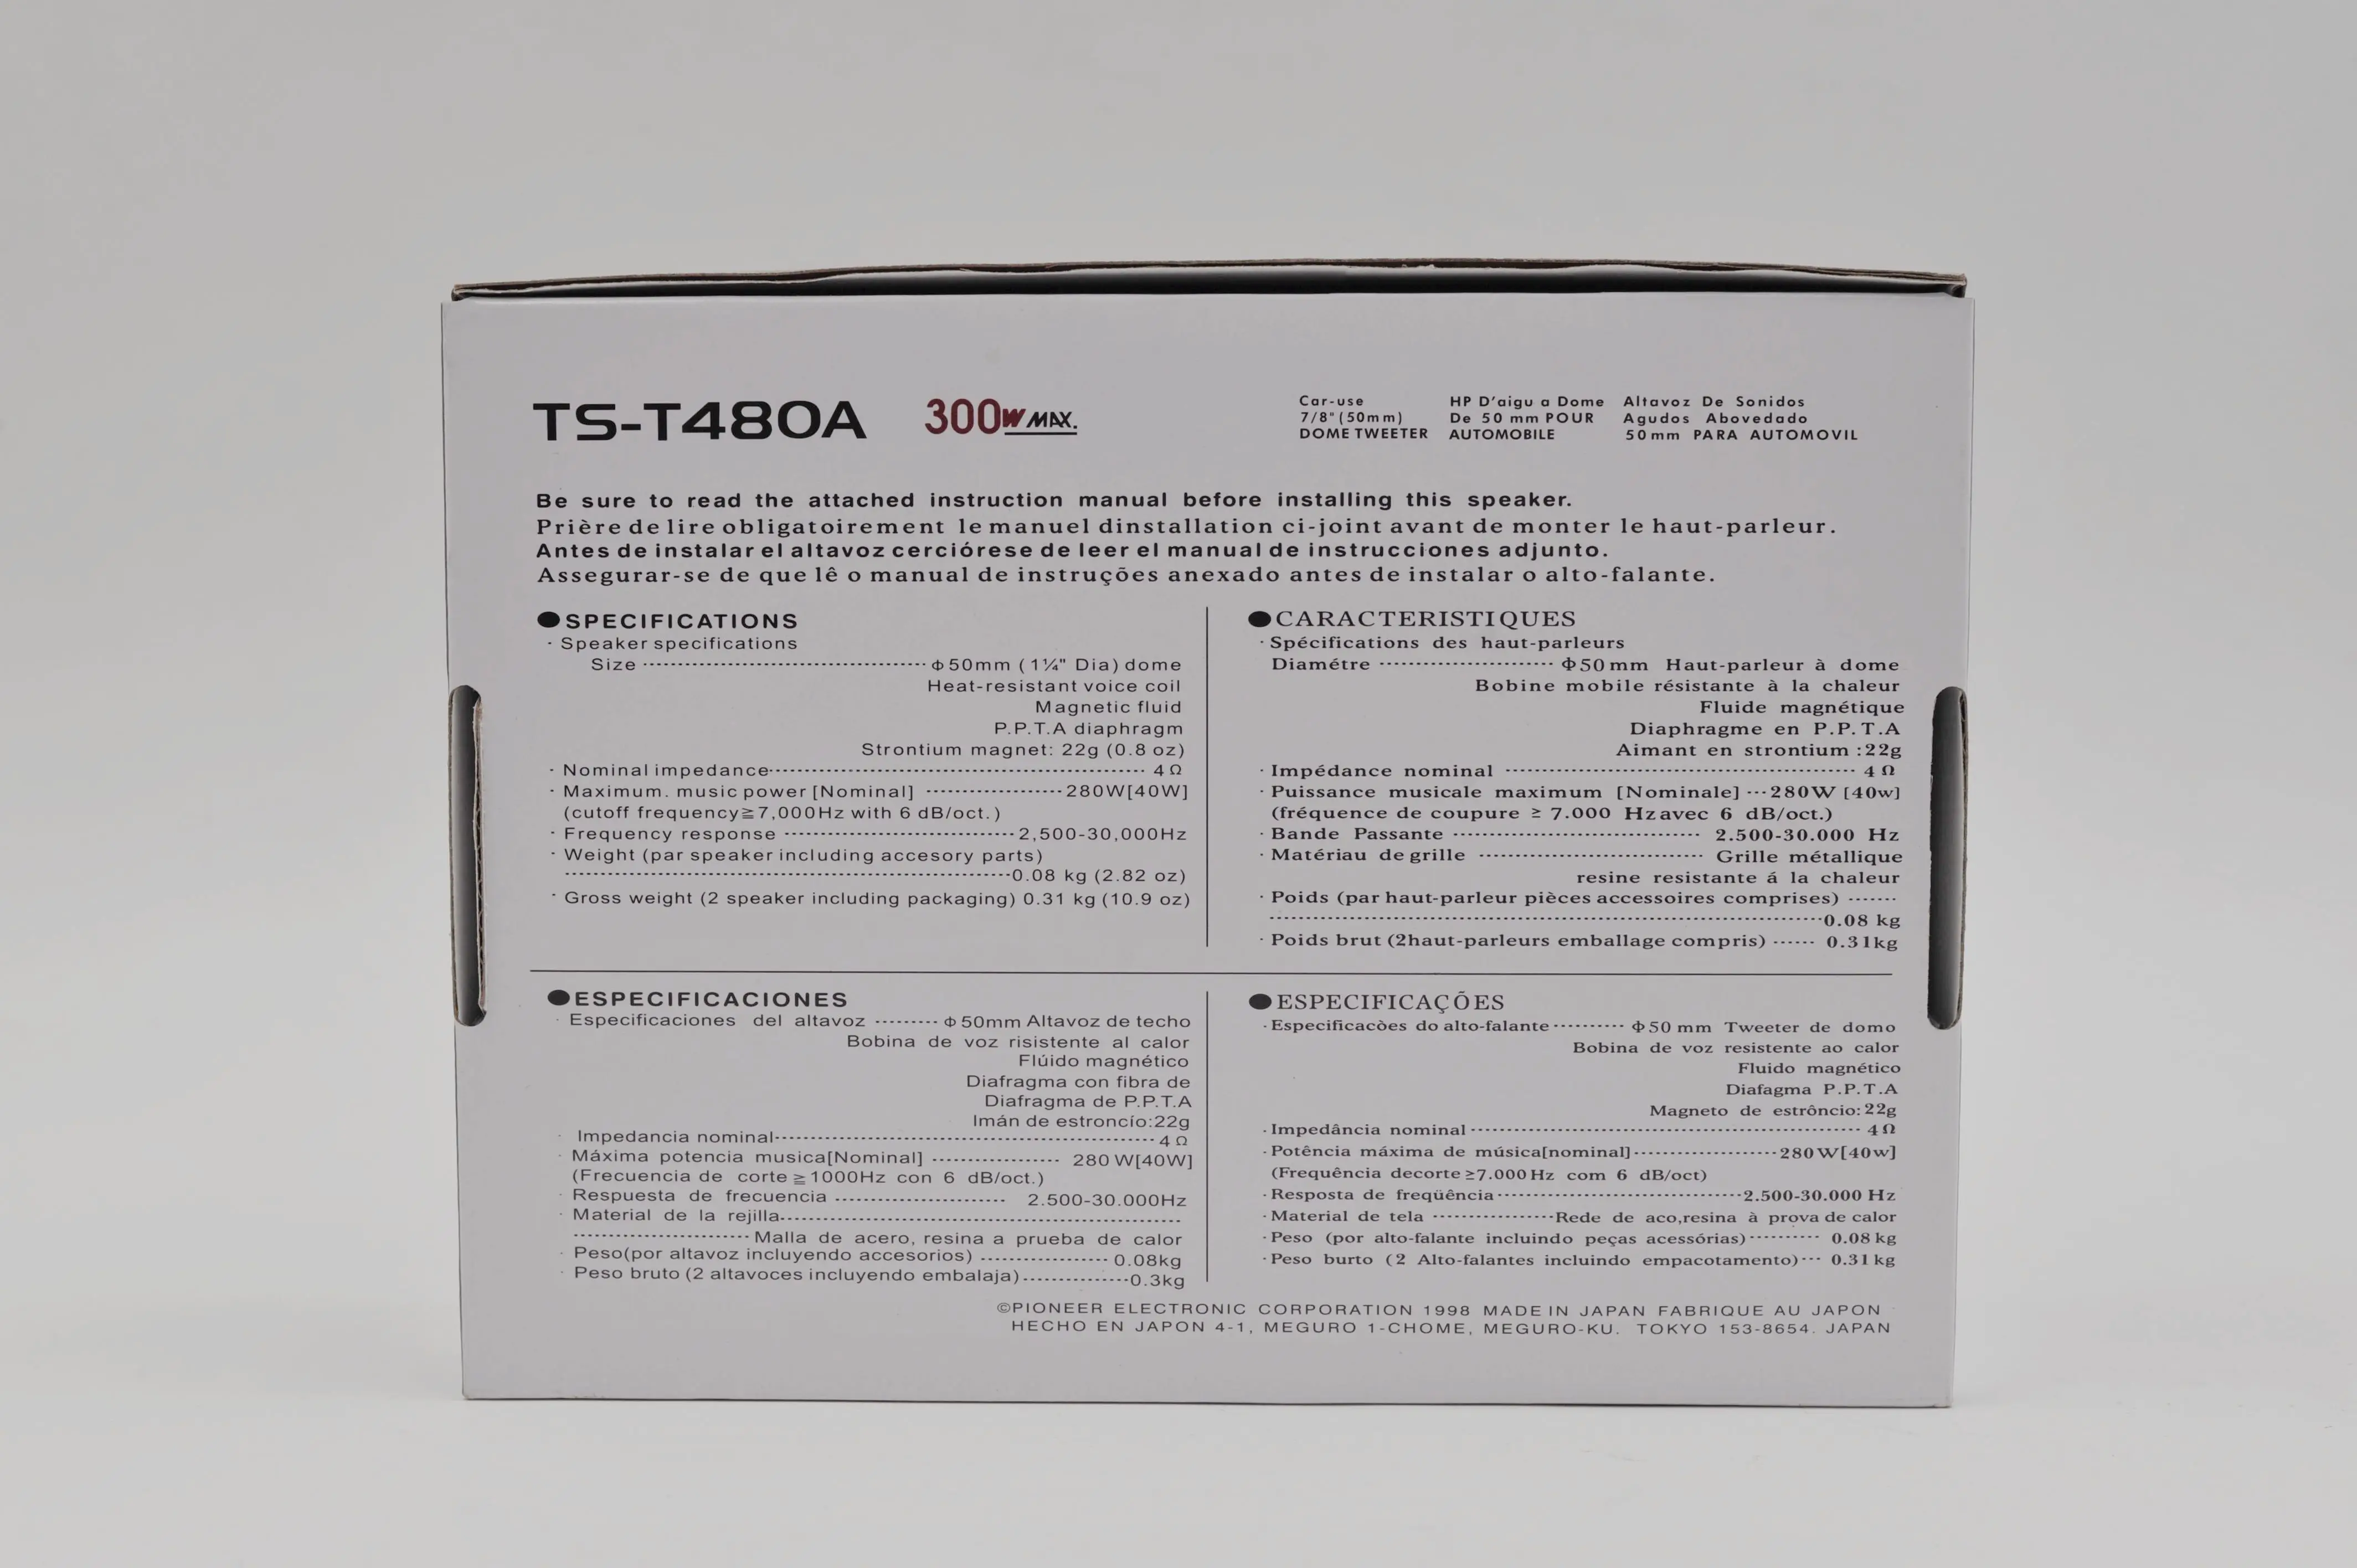 TS-T480A 300W MAX.
Car-use
7/8" (50mm)
DOME TWEETER
HP D'aigu a Dome
De 50 mm POUR
AUTOMOBILE
Altavoz De Sonidos
Agudos Abovedado
50mm PARA AUTOMOVIL
Be sure to read the attached instruction manual before installing this speaker.
Prière de lire obligatoirement le manuel dinstallation ci-joint avant de monter le haut-parleur.
Antes de instalar el altavoz cerciórese de leer el manual de instrucciones adjunto.
Assegurar-se de que lê o manual de instruções anexado antes de instalar o alto-falante.
●SPECIFICATIONS
· Speaker specifications
Size ········ Φ50mm (1¼" Dia) dome
Heat-resistant voice coil
Magnetic fluid
P.P.T.A diaphragm
Strontium magnet: 22g (0.8 oz)
· Nominal impedance ········ 4Ω
· Maximum. music power [Nominal] ········ 280W[40W]
(cutoff frequency≧7,000Hz with 6 dB/oct.)
· Frequency response ········ 2,500-30,000Hz
· Weight (par speaker including accesory parts)
········ 0.08 kg (2.82 oz)
· Gross weight (2 speaker including packaging) 0.31 kg (10.9 oz)
●CARACTERISTIQUES
· Spécifications des haut-parleurs
Diamétre ········ Φ50mm Haut-parleur à dome
Bobine mobile résistante à la chaleur
Fluide magnétique
Diaphragme en P.P.T.A
Aimant en strontium :22g
· Impédance nominal ········ 4Ω
· Puissance musicale maximum [Nominale] ··· 280W [40w]
(fréquence de coupure ≥ 7.000 Hz avec 6 dB/oct.)
· Bande Passante ········ 2.500-30.000 Hz
· Matériau de grille ········ Grille métallique
resine resistante á la chaleur
· Poids (par haut-parleur pièces accessoires comprises) ·······
········ 0.08 kg
· Poids brut (2haut-parleurs emballage compris) ······ 0.31kg
●ESPECIFICACIONES
· Especificaciones del altavoz ········ Φ50mm Altavoz de techo
Bobina de voz risistente al calor
Flúido magnético
Diafragma con fibra de
Diafragma de P.P.T.A
Imán de estroncío:22g
· Impedancia nominal ········ 4Ω
· Máxima potencia musica[Nominal] ········ 280W[40W]
(Frecuencia de corte≧1000Hz con 6 dB/oct.)
· Respuesta de frecuencia ········ 2.500-30.000Hz
· Material de la rejilla ········
········ Malla de acero, resina a prueba de calor
· Peso(por altavoz incluyendo accesorios) ········ 0.08kg
· Peso bruto (2 altavoces incluyendo embalaja) ········ 0.3kg
●ESPECIFICAÇÕES
· Especificacòes do alto-falante ········ Φ50 mm Tweeter de domo
Bobina de voz resistente ao calor
Fluido magnético
Diafagma P.P.T.A
Magneto de estrôncio:22g
· Impedância nominal ········ 4Ω
· Potência máxima de música[nominal] ········ 280W[40w]
(Frequência decorte≥7.000Hz com 6 dB/oct)
· Resposta de freqüência ········ 2.500-30.000 Hz
· Material de tela ········ Rede de aco,resina à prova de calor
· Peso (por alto-falante incluindo peças acessórias) ········ 0.08kg
· Peso burto (2 Alto-falantes incluindo empacotamento) ··· 0.31kg
©PIONEER ELECTRONIC CORPORATION 1998 MADE IN JAPAN FABRIQUE AU JAPON
HECHO EN JAPON 4-1, MEGURO 1-CHOME, MEGURO-KU. TOKYO 153-8654. JAPAN